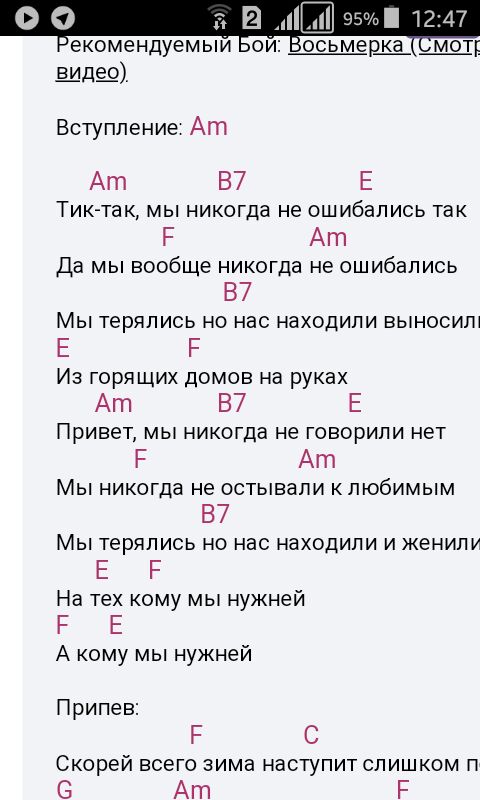 2 95% 12:47
Рекомендуемый Бой: Восьмерка (Смотр
видео)
Вступление: Am
Am B7 E
Тик-так, мы никогда не ошибались так
F Am
Да мы вообще никогда не ошибались
B7
Мы терялись но нас находили выносил
E F
Из горящих домов на руках
Am B7 E
Привет, мы никогда не говорили нет
F Am
Мы никогда не остывали к любимым
B7
Мы терялись но нас находили и женили
E F
На тех кому мы нужней
F E
А кому мы нужней
Припев:
F C
Скорей всего зима наступит слишком п
G Am F